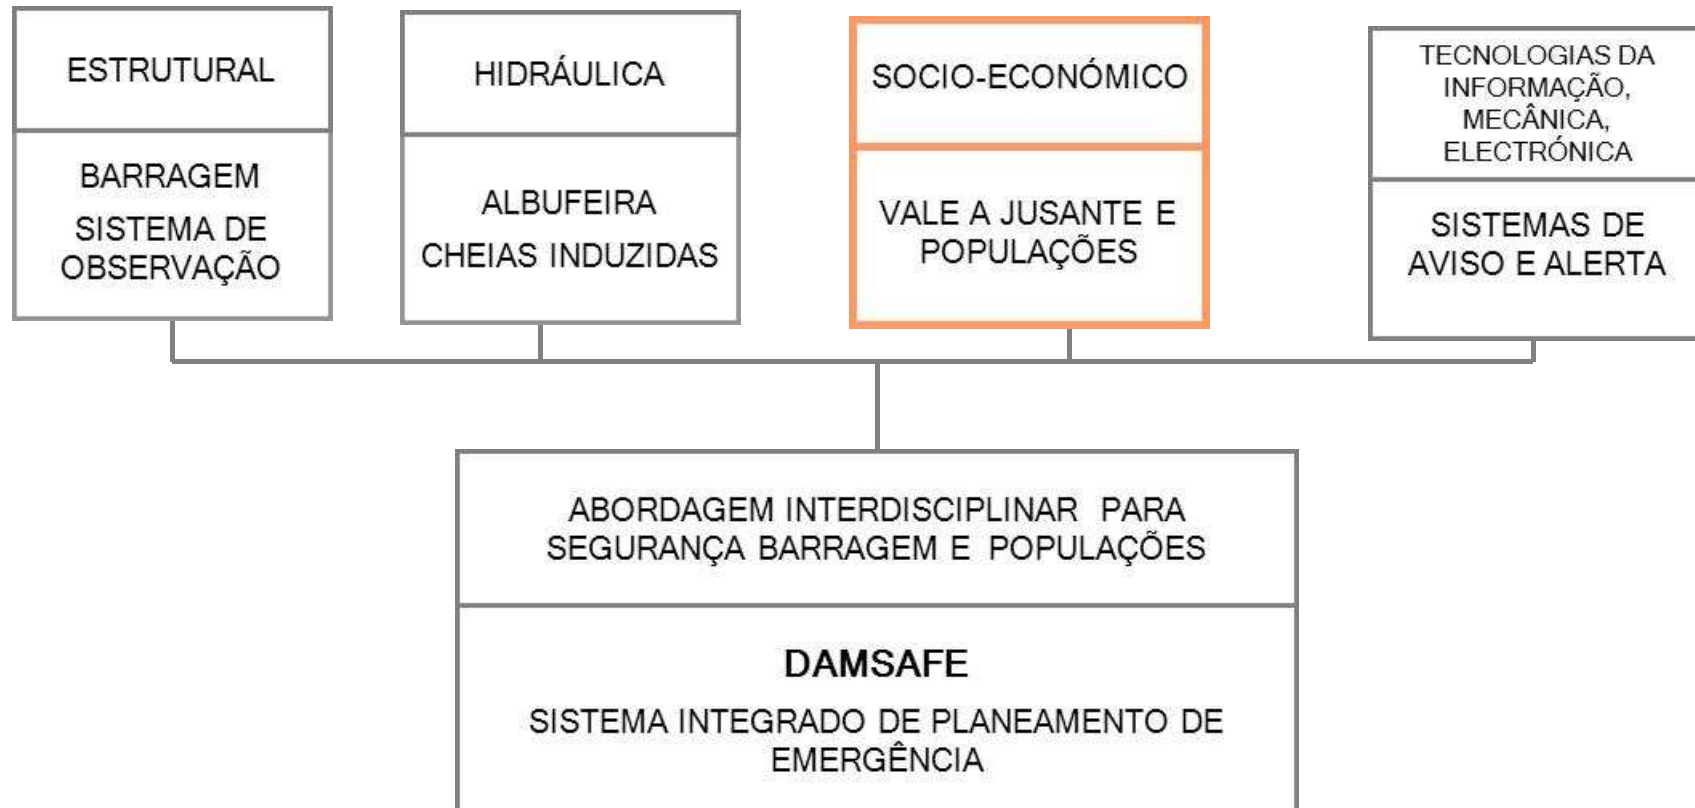 ESTRUTURAL
BARRAGEM
SISTEMA DE
OBSERVAÇÃO
HIDRÁULICA
ALBUFEIRA
CHEIAS INDUZIDAS
SOCIO-ECONÓMICO
VALE A JUSANTE E
POPULAÇÕES
TECNOLOGIAS DA
INFORMAÇÃO,
MECÂNICA,
ELECTRÓNICA
SISTEMAS DE
AVISO E ALERTA
ABORDAGEM INTERDISCIPLINAR PARA
SEGURANÇA BARRAGEM E POPULAÇÕES
DAMSAFE
SISTEMA INTEGRADO DE PLANEAMENTO DE
EMERGÊNCIA